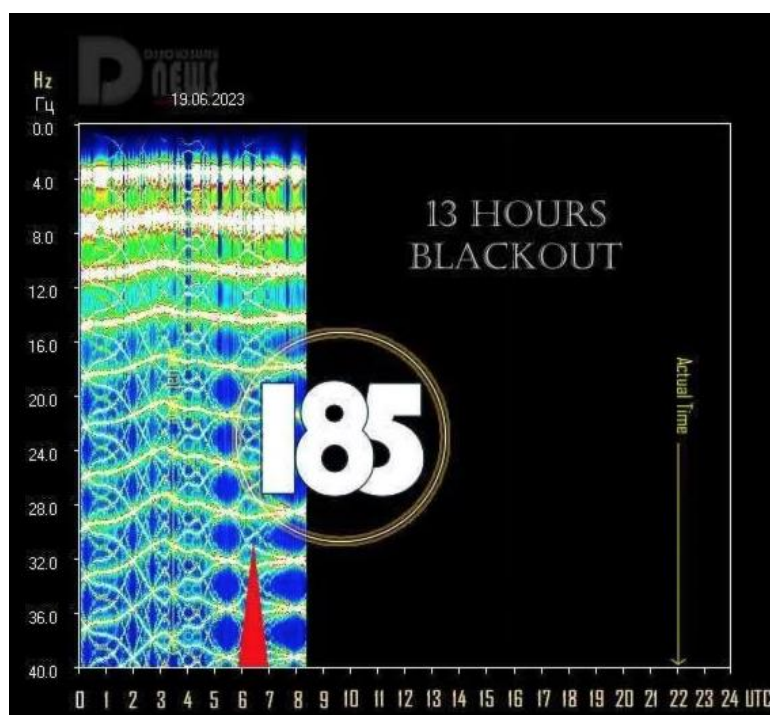 D
DISCLOSURE
NEWS
Hz
Гц
19.06.2023
0.0
4.0
8.0
12.0
16.0
20.0
24.0
28.0
32.0
36.0
40.0
13 HOURS
BLACKOUT
185
Actual Time
0 1 2 3 4 5 6 7 8 9 10 11 12 13 14 15 16 17 18 19 20 21 22 23 24 UTC